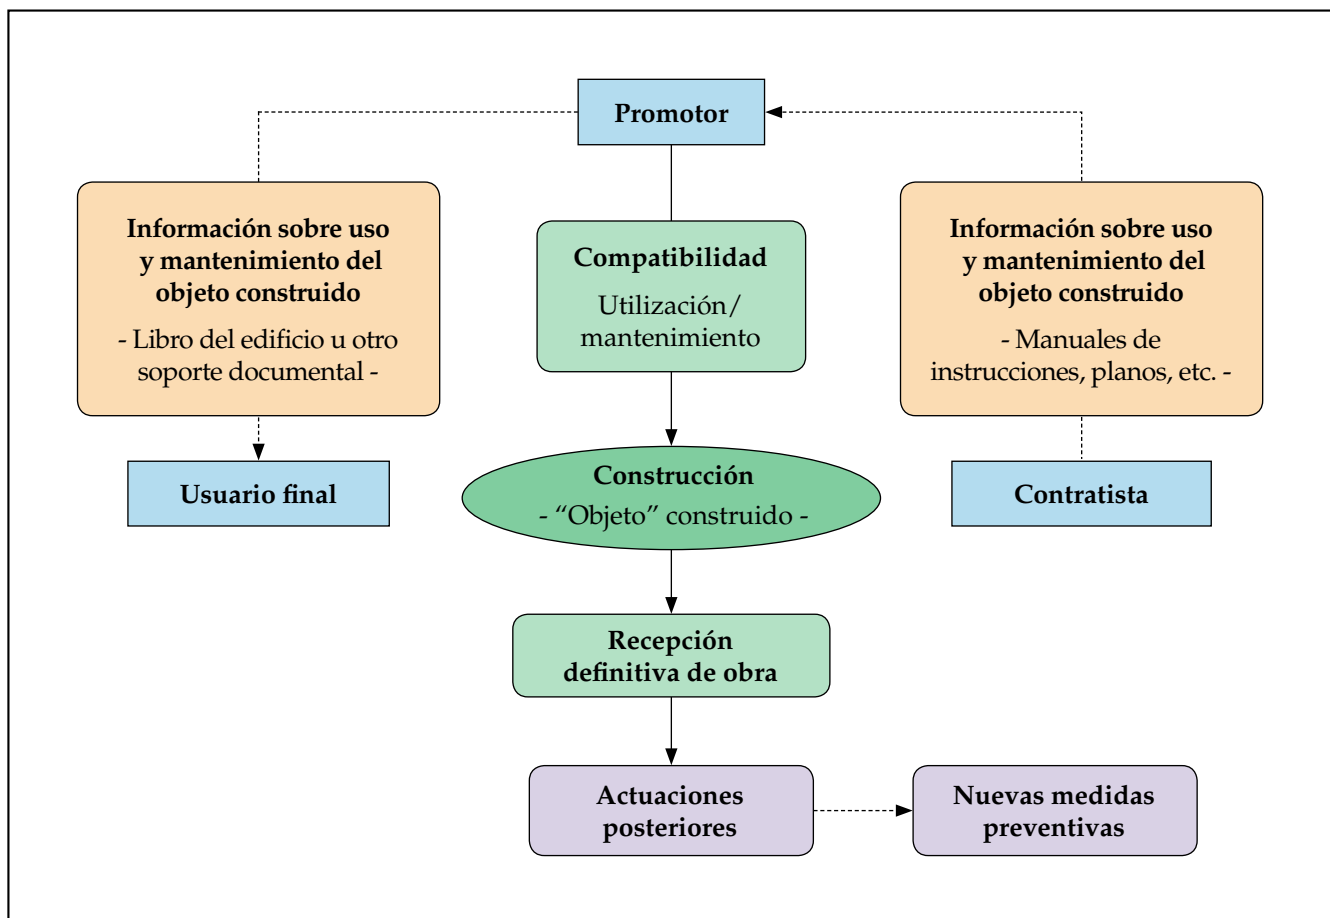 Promotor
Información sobre uso
y mantenimiento del
objeto construido
- Libro del edificio u otro
soporte documental -
Compatibilidad
Utilización/
mantenimiento
Información sobre uso
y mantenimiento del
objeto construido
- Manuales de
instrucciones, planos, etc. -
Usuario final
Construcción
- “Objeto” construido -
Contratista
Recepción
definitiva de obra
Actuaciones
posteriores
Nuevas medidas
preventivas